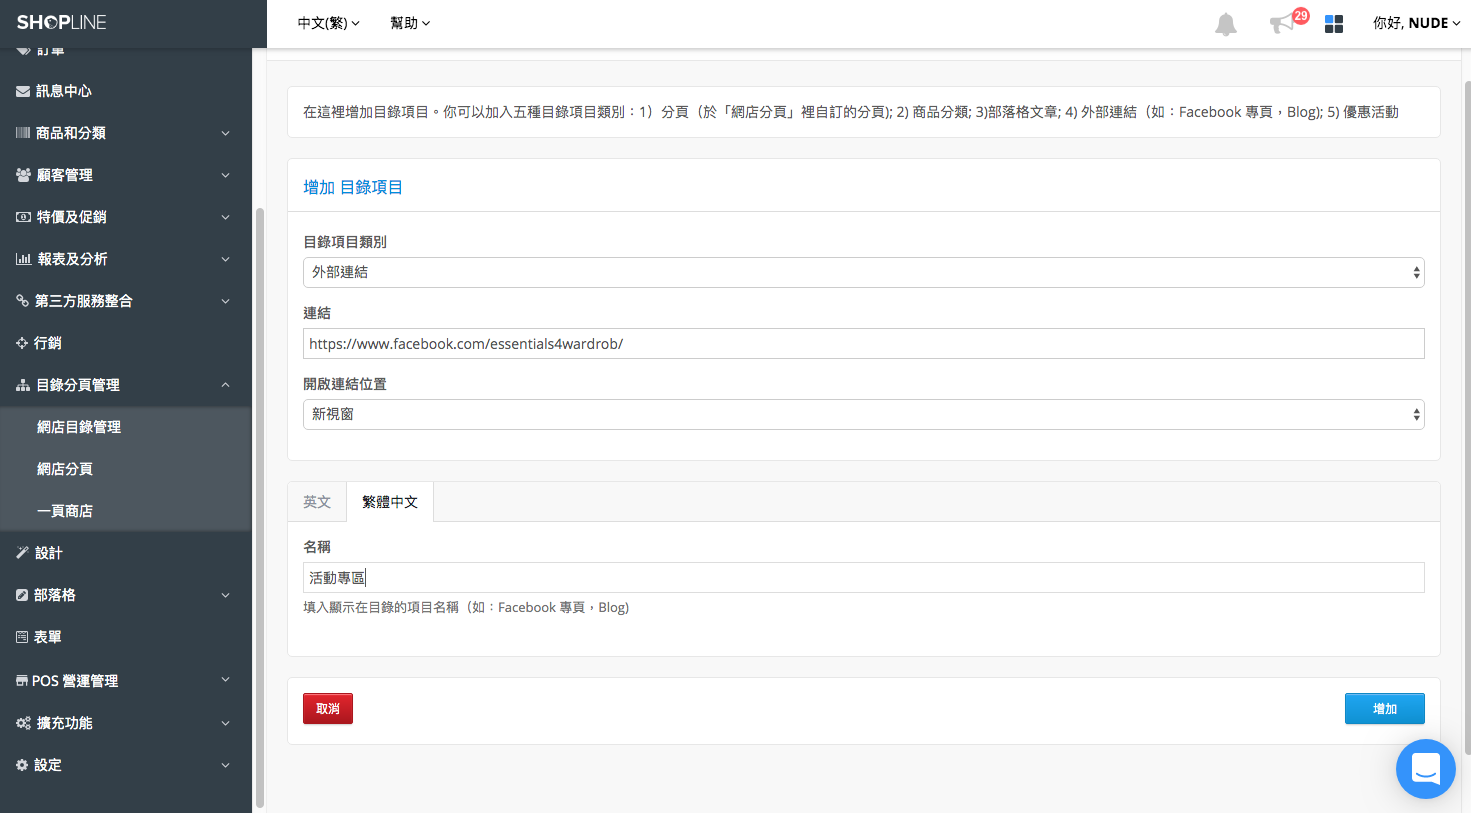 SHOPLINE
中文(繁)
幫助
29
你好, NUDE
訂單
訊息中心
商品和分類
顧客管理
特價及促銷
報表及分析
第三方服務整合
行銷
目錄分頁管理
網店目錄管理
網店分頁
一頁商店
設計
部落格
表單
POS 營運管理
擴充功能
設定
在這裡增加目錄項目。你可以加入五種目錄項目類別：1）分頁（於「網店分頁」裡自訂的分頁); 2) 商品分類; 3)部落格文章; 4) 外部連結（如：Facebook 專頁，Blog); 5) 優惠活動
增加 目錄項目
目錄項目類別
外部連結
連結
https://www.facebook.com/essentials4wardrob/
開啟連結位置
新視窗
英文
繁體中文
名稱
活動專區
填入顯示在目錄的項目名稱（如：Facebook 專頁，Blog)
取消
增加